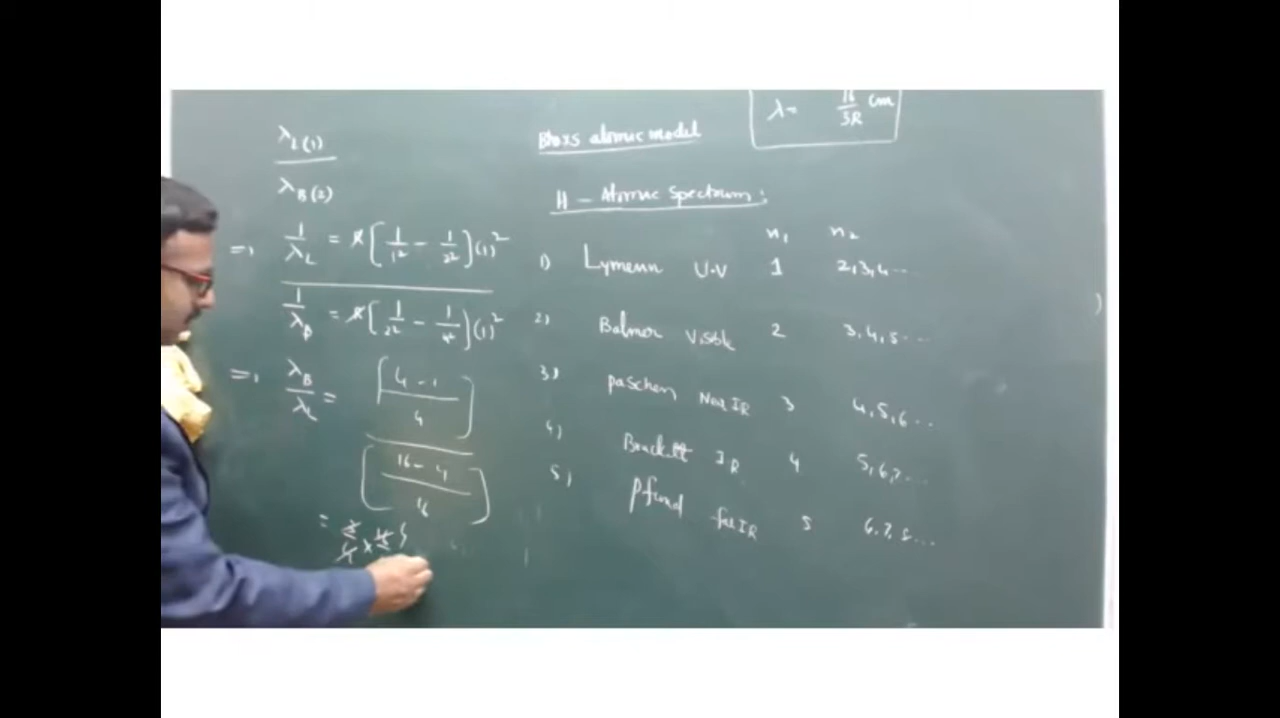 λ = 16/3R cm
Bhors atomic model
H - Atomic Spectrum :
n₁ n₂
1) Lymenn U.V 1 2,3,4...
2) Balmer Visble 2 3,4,5...
3) paschen Near IR 3 4,5,6...
4) Brackett IR 4 5,6,7...
5) Pfund far IR 5 6,7,8...
λL(1)
λB(2)
=> 1/λL = R[1/1² - 1/2²](1)²
1/λB = R[1/2² - 1/4²](1)²
=> λB/λL = [4-1/4]
[16-4/16]